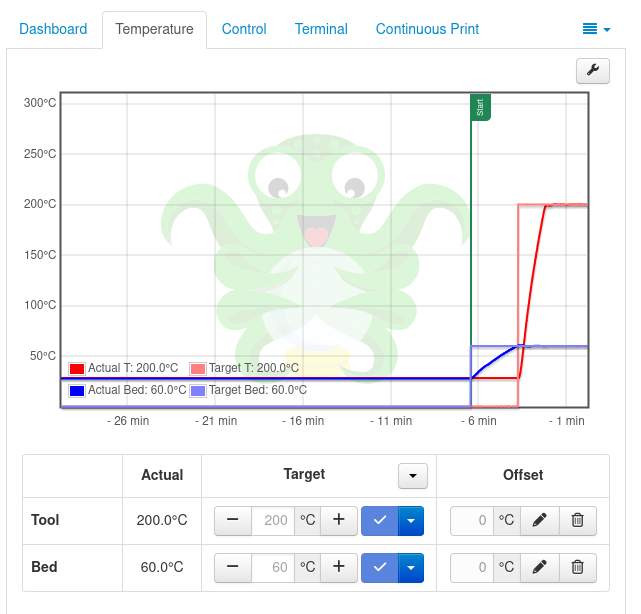 Dashboard Temperature Control Terminal Continuous Print
Start
300°C
250°C
200°C
150°C
100°C
50°C
Actual T: 200.0°C Target T: 200.0°C
Actual Bed: 60.0°C Target Bed: 60.0°C
- 26 min - 21 min - 16 min - 11 min - 6 min - 1 min
Actual Target Offset
Tool 200.0°C 200 °C 0 °C
Bed 60.0°C 60 °C 0 °C